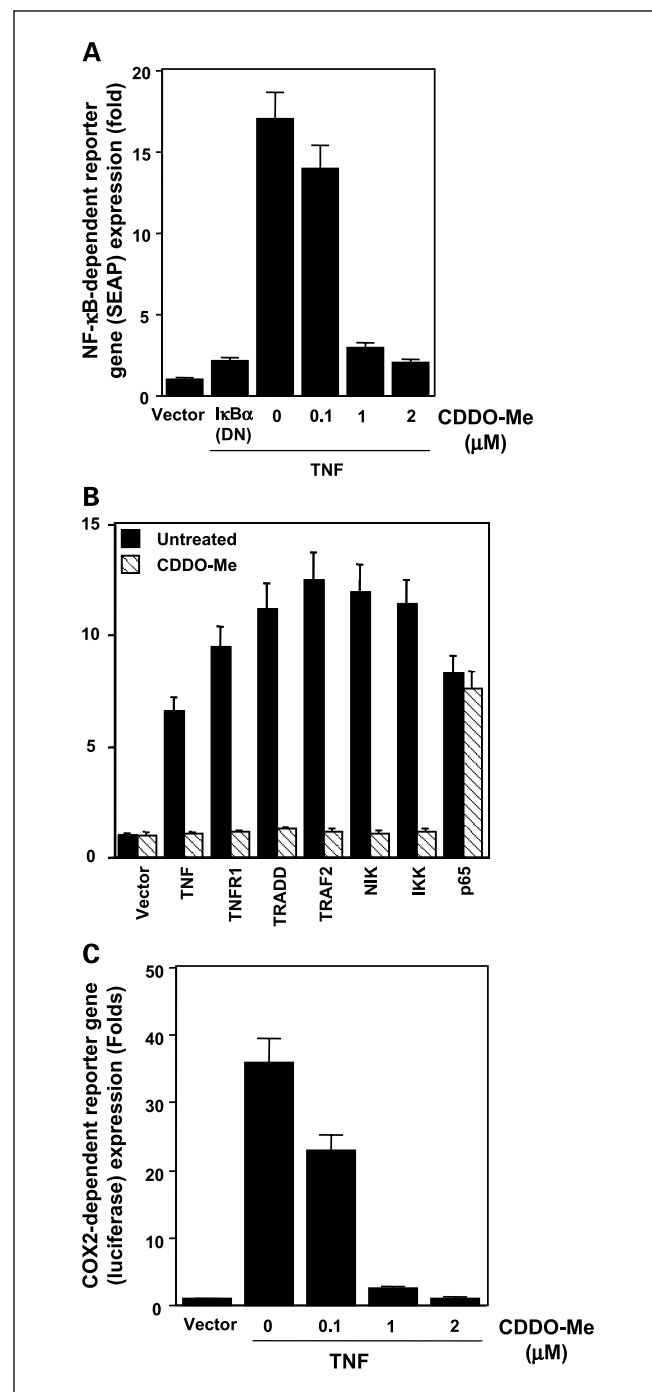 A
NF-κB-dependent reporter
gene (SEAP) expression (fold)
20
15
10
5
0
Vector IκBα 0 0.1 1 2 CDDO-Me
(DN) (μM)
TNF
B
15
10
5
0
Untreated
CDDO-Me
Vector
TNF
TNFR1
TRADD
TRAF2
NIK
IKK
p65
C
COX2-dependent reporter gene
(luciferase) expression (Folds)
50
40
30
20
10
0
Vector 0 0.1 1 2 CDDO-Me
(μM)
TNF